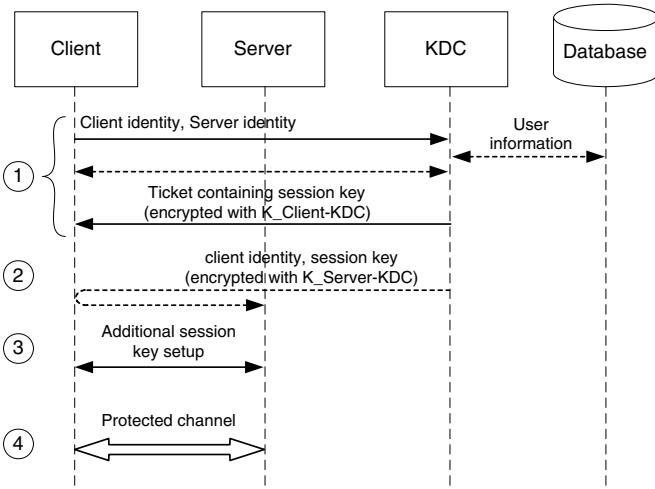 Client
Server
KDC
Database
Client identity, Server identity
User
information
1
Ticket containing session key
(encrypted with K_Client-KDC)
2
client identity, session key
(encrypted with K_Server-KDC)
3
Additional session
key setup
4
Protected channel